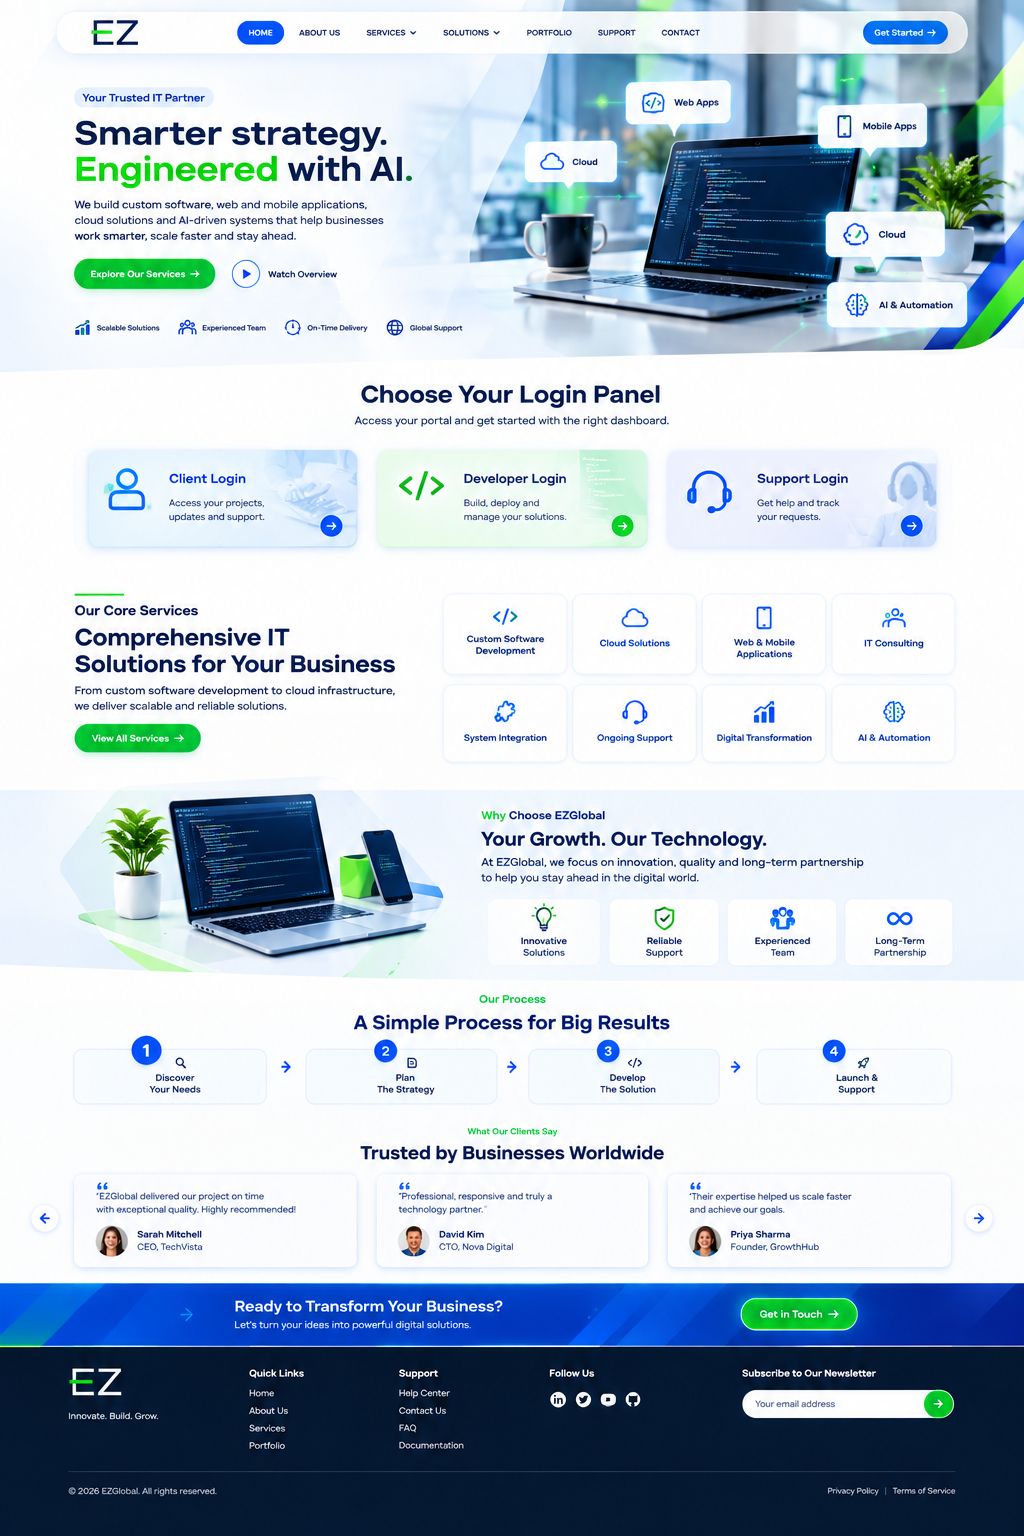 EZ
HOME
ABOUT US
SERVICES
SOLUTIONS
PORTFOLIO
SUPPORT
CONTACT
Get Started
Your Trusted IT Partner
Smarter strategy.
Engineered with AI.
We build custom software, web and mobile applications,
cloud solutions and AI-driven systems that help businesses
work smarter, scale faster and stay ahead.
Explore Our Services
Watch Overview
Scalable Solutions
Experienced Team
On-Time Delivery
Global Support
Web Apps
Mobile Apps
Cloud
Cloud
AI & Automation
Choose Your Login Panel
Access your portal and get started with the right dashboard.
Client Login
Access your projects,
updates and support.
Developer Login
Build, deploy and
manage your solutions.
Support Login
Get help and track
your requests.
Our Core Services
Comprehensive IT
Solutions for Your Business
From custom software development to cloud infrastructure,
we deliver scalable and reliable solutions.
View All Services
Custom Software
Development
Cloud Solutions
Web & Mobile
Applications
IT Consulting
System Integration
Ongoing Support
Digital Transformation
AI & Automation
Why Choose EZGlobal
Your Growth. Our Technology.
At EZGlobal, we focus on innovation, quality and long-term partnership
to help you stay ahead in the digital world.
Innovative
Solutions
Reliable
Support
Experienced
Team
Long-Term
Partnership
Our Process
A Simple Process for Big Results
1
Discover
Your Needs
2
Plan
The Strategy
3
Develop
The Solution
4
Launch &
Support
What Our Clients Say
Trusted by Businesses Worldwide
"EZGlobal delivered our project on time
with exceptional quality. Highly recommended!
Sarah Mitchell
CEO, TechVista
"Professional, responsive and truly a
technology partner."
David Kim
CTO, Nova Digital
"Their expertise helped us scale faster
and achieve our goals.
Priya Sharma
Founder, GrowthHub
Ready to Transform Your Business?
Let's turn your ideas into powerful digital solutions.
Get in Touch
EZ
Innovate. Build. Grow.
Quick Links
Home
About Us
Services
Portfolio
Support
Help Center
Contact Us
FAQ
Documentation
Follow Us
Subscribe to Our Newsletter
Your email address
© 2026 EZGlobal. All rights reserved.
Privacy Policy | Terms of Service